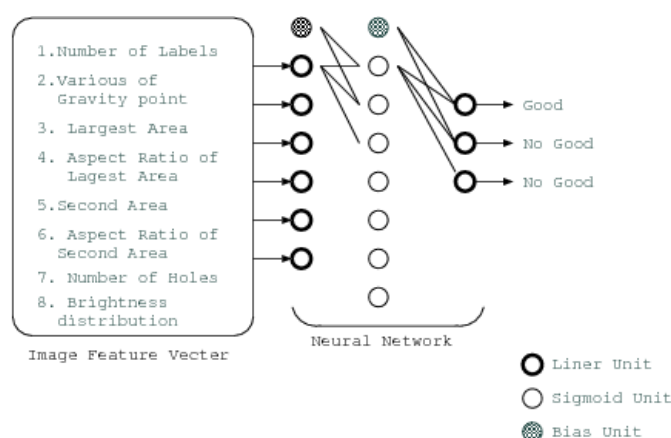 1.Number of Labels
2.Various of
Gravity point
3. Largest Area
4. Aspect Ratio of
Lagest Area
5.Second Area
6. Aspect Ratio of
Second Area
7. Number of Holes
8. Brightness
distribution
Image Feature Vecter
Neural Network
Good
No Good
No Good
Liner Unit
Sigmoid Unit
Bias Unit